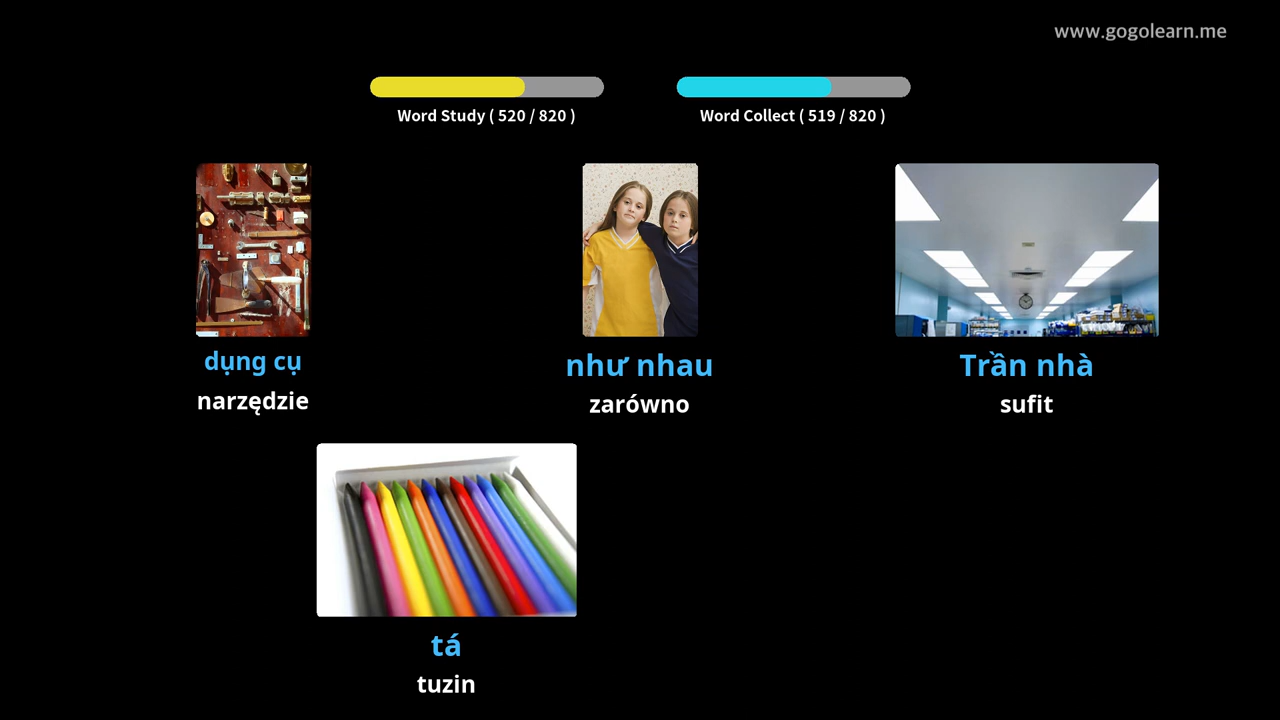 www.gogolearn.me
Word Study ( 520 / 820 )
Word Collect ( 519 / 820 )
dụng cụ
narzędzie
như nhau
zarówno
Trần nhà
sufit
tá
tuzin